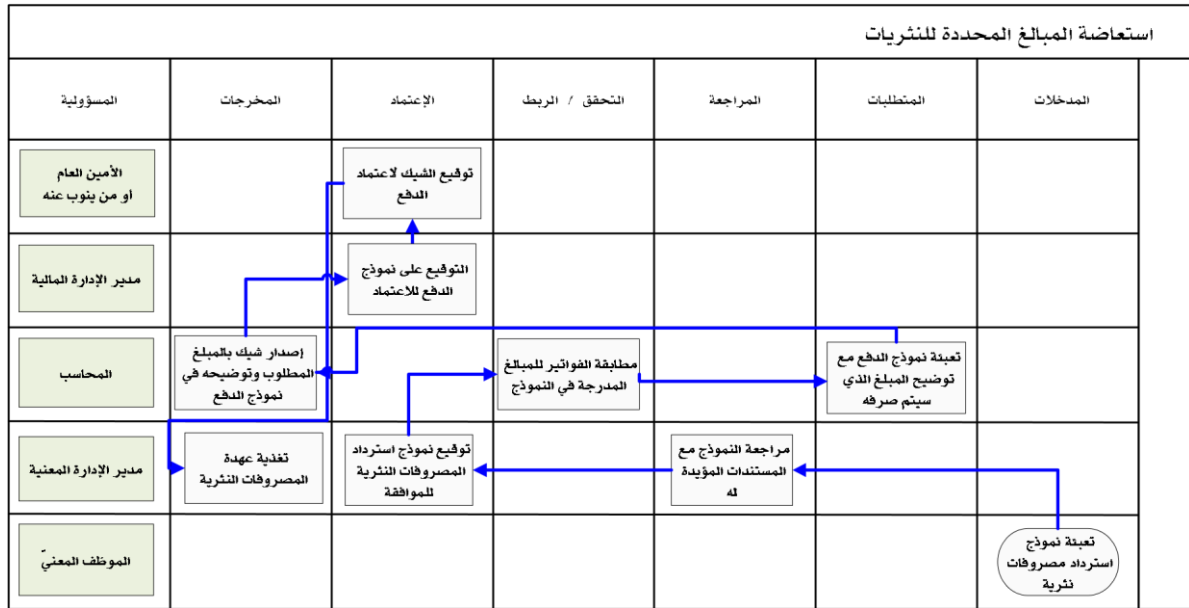 استعاضة المبالغ المحددة للنثريات
المدخلات
المتطلبات
المراجعة
التحقق / الربط
الإعتماد
المخرجات
المسؤولية
توقيع الشيك لاعتماد
الدفع
الأمين العام
أو من ينوب عنه
التوقيع على نموذج
الدفع للاعتماد
مدير الإدارة المالية
تعبئة نموذج الدفع مع
توضيح المبلغ الذي
سيتم صرفه
مطابقة الفواتير للمبالغ
المدرجة في النموذج
إصدار شيك بالمبلغ
المطلوب وتوضيحه في
نموذج الدفع
المحاسب
مراجعة النموذج مع
المستندات المؤيدة
له
توقيع نموذج استرداد
المصروفات النثرية
للموافقة
تغذية عهدة
المصروفات النثرية
مدير الإدارة المعنية
تعبئة نموذج
استرداد مصروفات
نثرية
الموظف المعنيّ